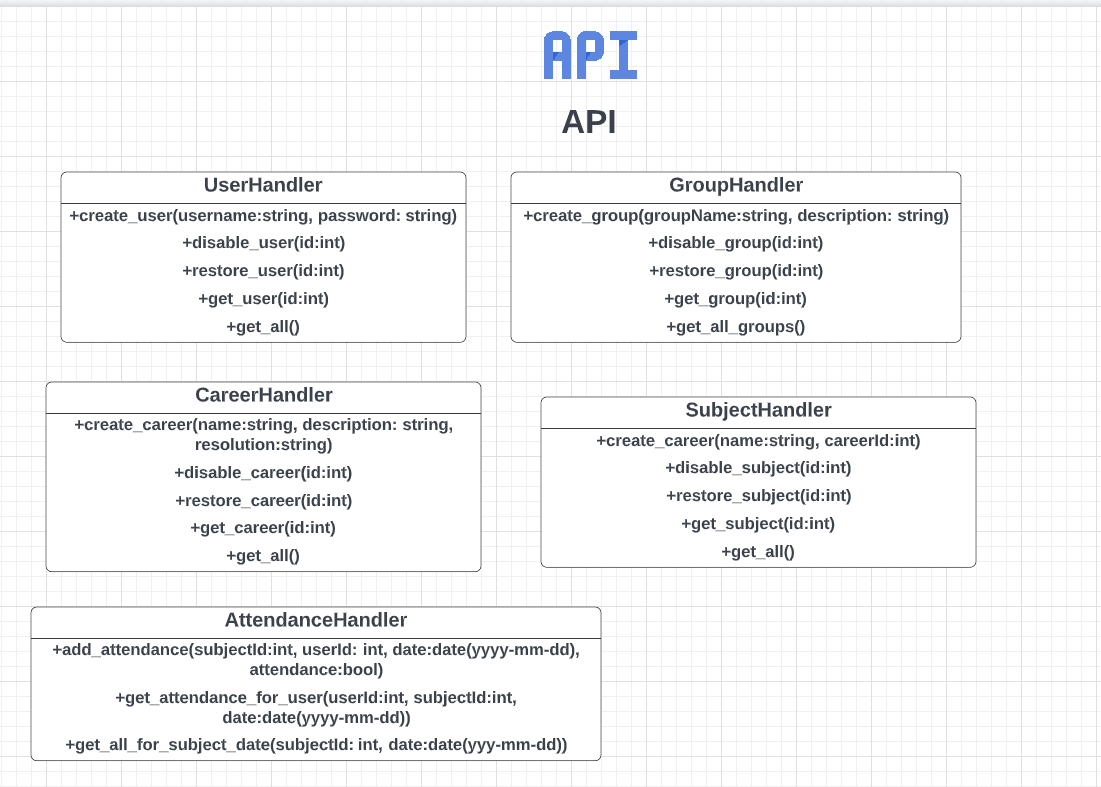 API
API
UserHandler
+create_user(username:string, password: string)
+disable_user(id:int)
+restore_user(id:int)
+get_user(id:int)
+get_all()
GroupHandler
+create_group(groupName:string, description: string)
+disable_group(id:int)
+restore_group(id:int)
+get_group(id:int)
+get_all_groups()
CareerHandler
+create_career(name:string, description: string,
resolution:string)
+disable_career(id:int)
+restore_career(id:int)
+get_career(id:int)
+get_all()
SubjectHandler
+create_career(name:string, careerId:int)
+disable_subject(id:int)
+restore_subject(id:int)
+get_subject(id:int)
+get_all()
AttendanceHandler
+add_attendance(subjectId:int, userId: int, date:date(yyyy-mm-dd),
attendance:bool)
+get_attendance_for_user(userId:int, subjectId:int,
date:date(yyyy-mm-dd))
+get_all_for_subject_date(subjectId: int, date:date(yyy-mm-dd))